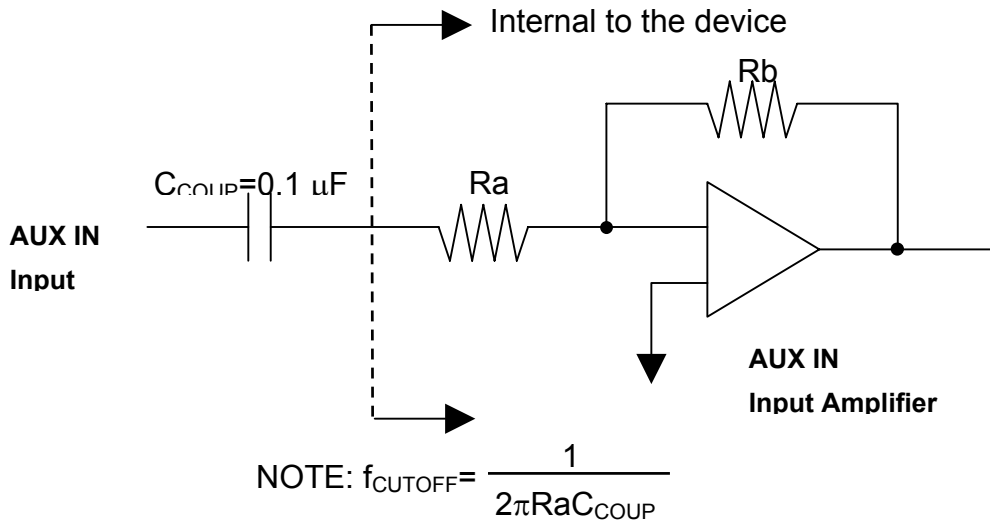 Internal to the device
Rb
C_COUP=0.1 μF
Ra
AUX IN
Input
AUX IN
Input Amplifier
NOTE: f_CUTOFF= 1 / 2πRaC_COUP